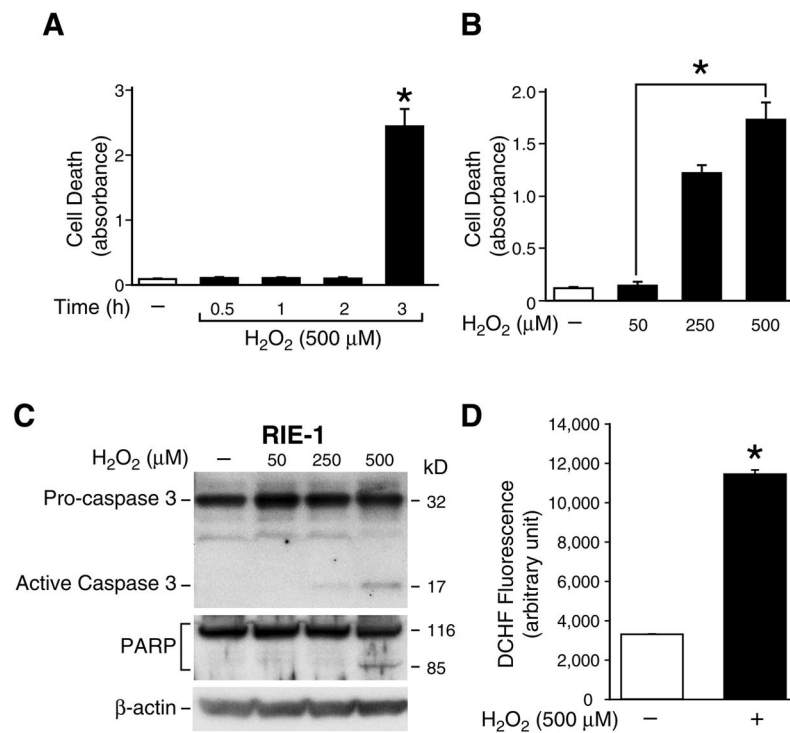 A
Cell Death
(absorbance)
3
2
1
0
*
Time (h)
–
0.5
1
2
3
H₂O₂ (500 μM)
B
Cell Death
(absorbance)
2.0
1.5
1.0
0.5
0
*
H₂O₂ (μM)
–
50
250
500
C
RIE-1
H₂O₂ (μM)
–
50
250
500
kD
Pro-caspase 3
32
Active Caspase 3
17
PARP
116
85
β-actin
D
DCHF Fluorescence
(arbitrary unit)
14,000
12,000
10,000
8,000
6,000
4,000
2,000
0
*
H₂O₂ (500 μM)
–
+